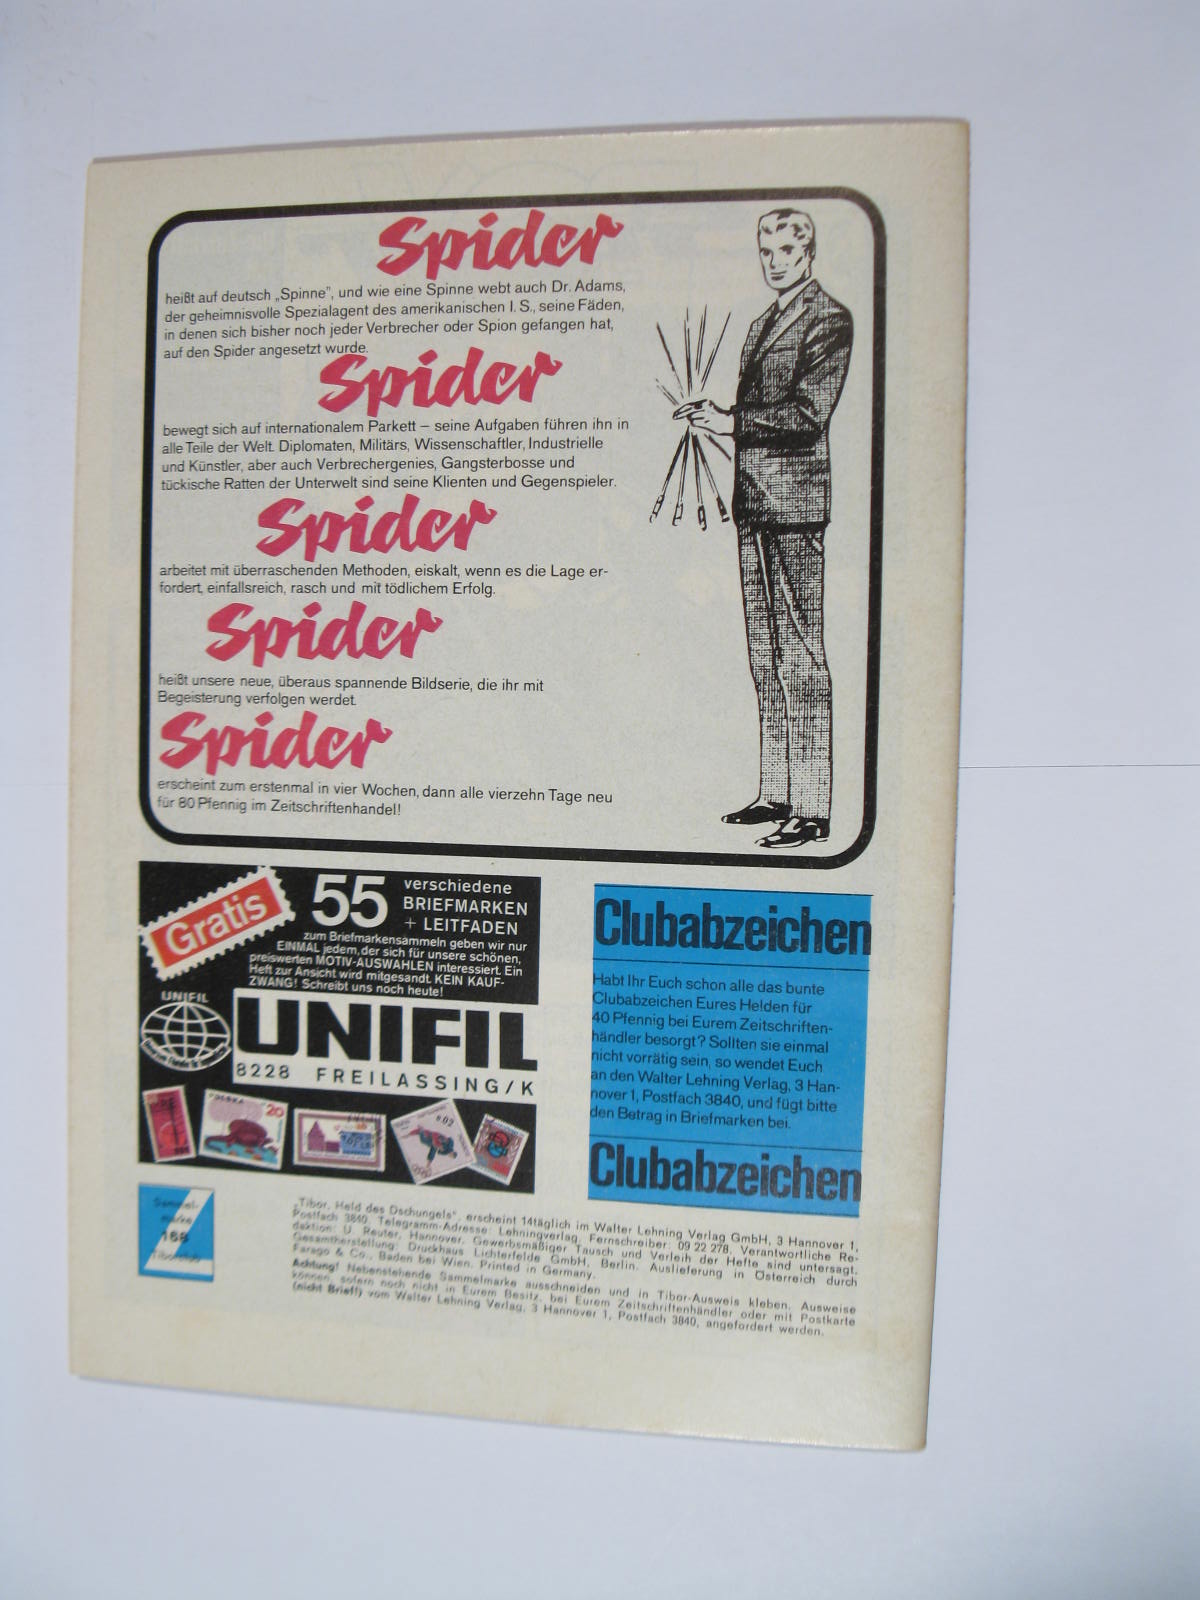 Spider
heißt auf deutsch „Spinne", und wie eine Spinne webt auch Dr. Adams,
der geheimnisvolle Spezialagent des amerikanischen I. S., seine Fäden,
in denen sich bisher noch jeder Verbrecher oder Spion gefangen hat,
auf den Spider angesetzt wurde.
Spider
bewegt sich auf internationalem Parkett – seine Aufgaben führen ihn in
alle Teile der Welt. Diplomaten, Militärs, Wissenschaftler, Industrielle
und Künstler, aber auch Verbrechergenies, Gangsterbosse und
tückische Ratten der Unterwelt sind seine Klienten und Gegenspieler.
Spider
arbeitet mit überraschenden Methoden, eiskalt, wenn es die Lage er-
fordert, einfallsreich, rasch und mit tödlichem Erfolg.
Spider
heißt unsere neue, überaus spannende Bildserie, die ihr mit
Begeisterung verfolgen werdet.
Spider
erscheint zum erstenmal in vier Wochen, dann alle vierzehn Tage neu
für 80 Pfennig im Zeitschriftenhandel!
Gratis
55 verschiedene
BRIEFMARKEN
+ LEITFADEN
zum Briefmarkensammeln geben wir nur
EINMAL jedem, der sich für unsere schönen,
preiswerten MOTIV-AUSWAHLEN interessiert. Ein
Heft zur Ansicht wird mitgesandt. KEIN KAUF-
ZWANG! Schreibt uns noch heute!
UNIFIL
UNIFIL
8228 FREILASSING/K
POLSKA
20
Clubabzeichen
Habt Ihr Euch schon alle das bunte
Clubabzeichen Eures Helden für
40 Pfennig bei Eurem Zeitschriften-
händler besorgt? Sollten sie einmal
nicht vorrätig sein, so wendet Euch
an den Walter Lehning Verlag, 3 Han-
nover 1, Postfach 3840, und fügt bitte
den Betrag in Briefmarken bei.
Clubabzeichen
Sammel-
marke
168
Tiborclub
„Tibor, Held des Dschungels", erscheint 14täglich im Walter Lehning Verlag GmbH, 3 Hannover 1,
Postfach 3840. Telegramm-Adresse: Lehningverlag, Fernschreiber: 09 22 278. Verantwortliche Re-
daktion: U. Reuter, Hannover. Gewerbsmäßiger Tausch und Verleih der Hefte sind untersagt.
Gesamtherstellung: Druckhaus Lichterfelde GmbH, Berlin. Auslieferung in Österreich durch
Farago & Co., Baden bei Wien. Printed in Germany.
Achtung! Nebenstehende Sammelmarke ausschneiden und in Tibor-Ausweis kleben. Ausweise
können, sofern noch nicht in Eurem Besitz, bei Eurem Zeitschriftenhändler oder mit Postkarte
(nicht Brief!) vom Walter Lehning Verlag, 3 Hannover 1, Postfach 3840, angefordert werden.